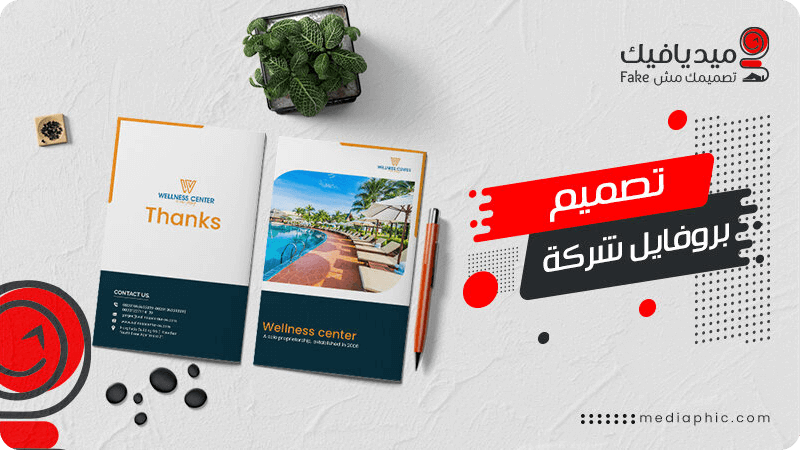 ميديافيك
تصميمك مش Fake
تصميم
بروفايل شركة
WELLNESS CENTER
Thanks
CONTACT US
WELLNESS CENTER
Wellness center
A sole proprietorship, established in 2006
mediaphic.com